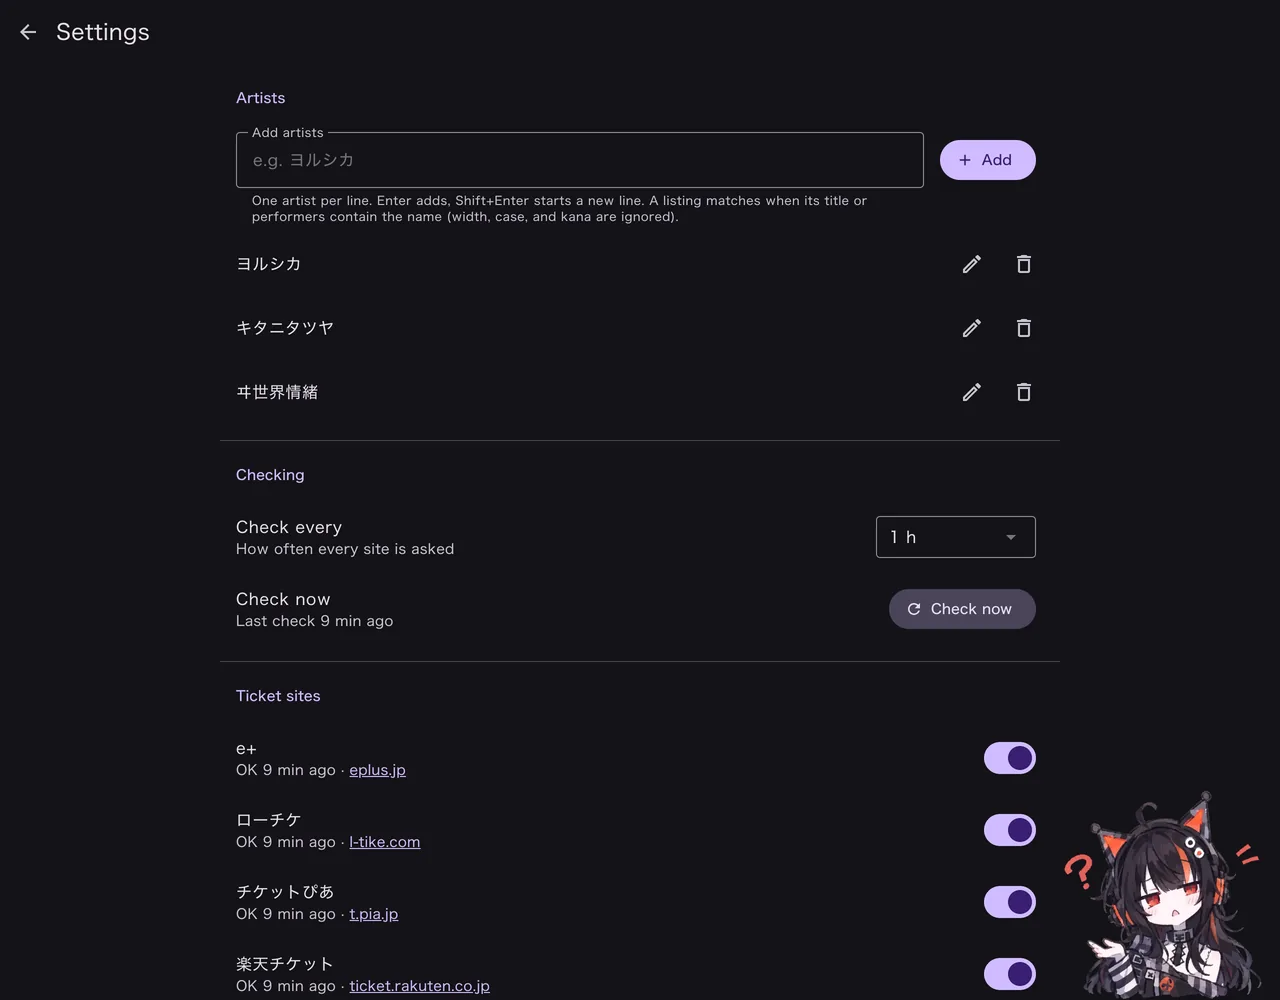 Settings
Artists
Add artists
e.g. ヨルシカ
Add
One artist per line. Enter adds, Shift+Enter starts a new line. A listing matches when its title or
performers contain the name (width, case, and kana are ignored).
ヨルシカ
キタニタツヤ
ヰ世界情緒
Checking
Check every
How often every site is asked
1 h
Check now
Last check 9 min ago
Check now
Ticket sites
e+
OK 9 min ago · eplus.jp
ローチケ
OK 9 min ago · l-tike.com
チケットぴあ
OK 9 min ago · t.pia.jp
?
楽天チケット
OK 9 min ago · ticket.rakuten.co.jp